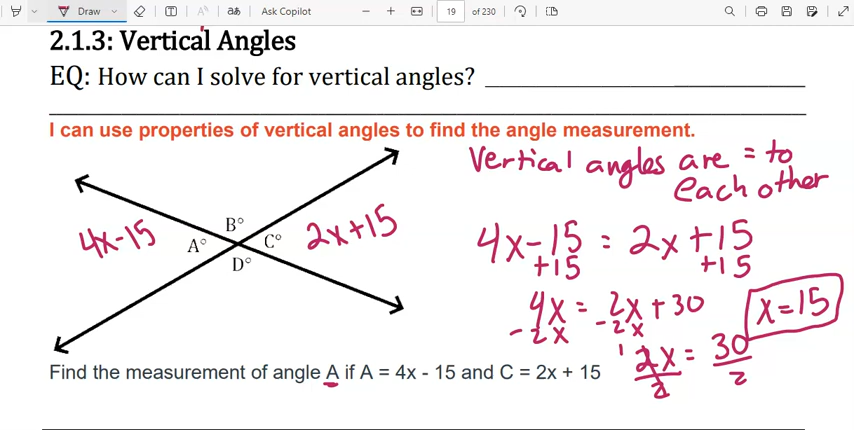 Draw
Ask Copilot
19 of 230
2.1.3: Vertical Angles
EQ: How can I solve for vertical angles?
I can use properties of vertical angles to find the angle measurement.
Vertical angles are = to
each other
4x-15
A°
B°
C°
D°
2x+15
4x-15 = 2x+15
+15 +15
4x = 2x+30
-2x -2x
2x = 30
2 2
x=15
Find the measurement of angle A if A = 4x - 15 and C = 2x + 15